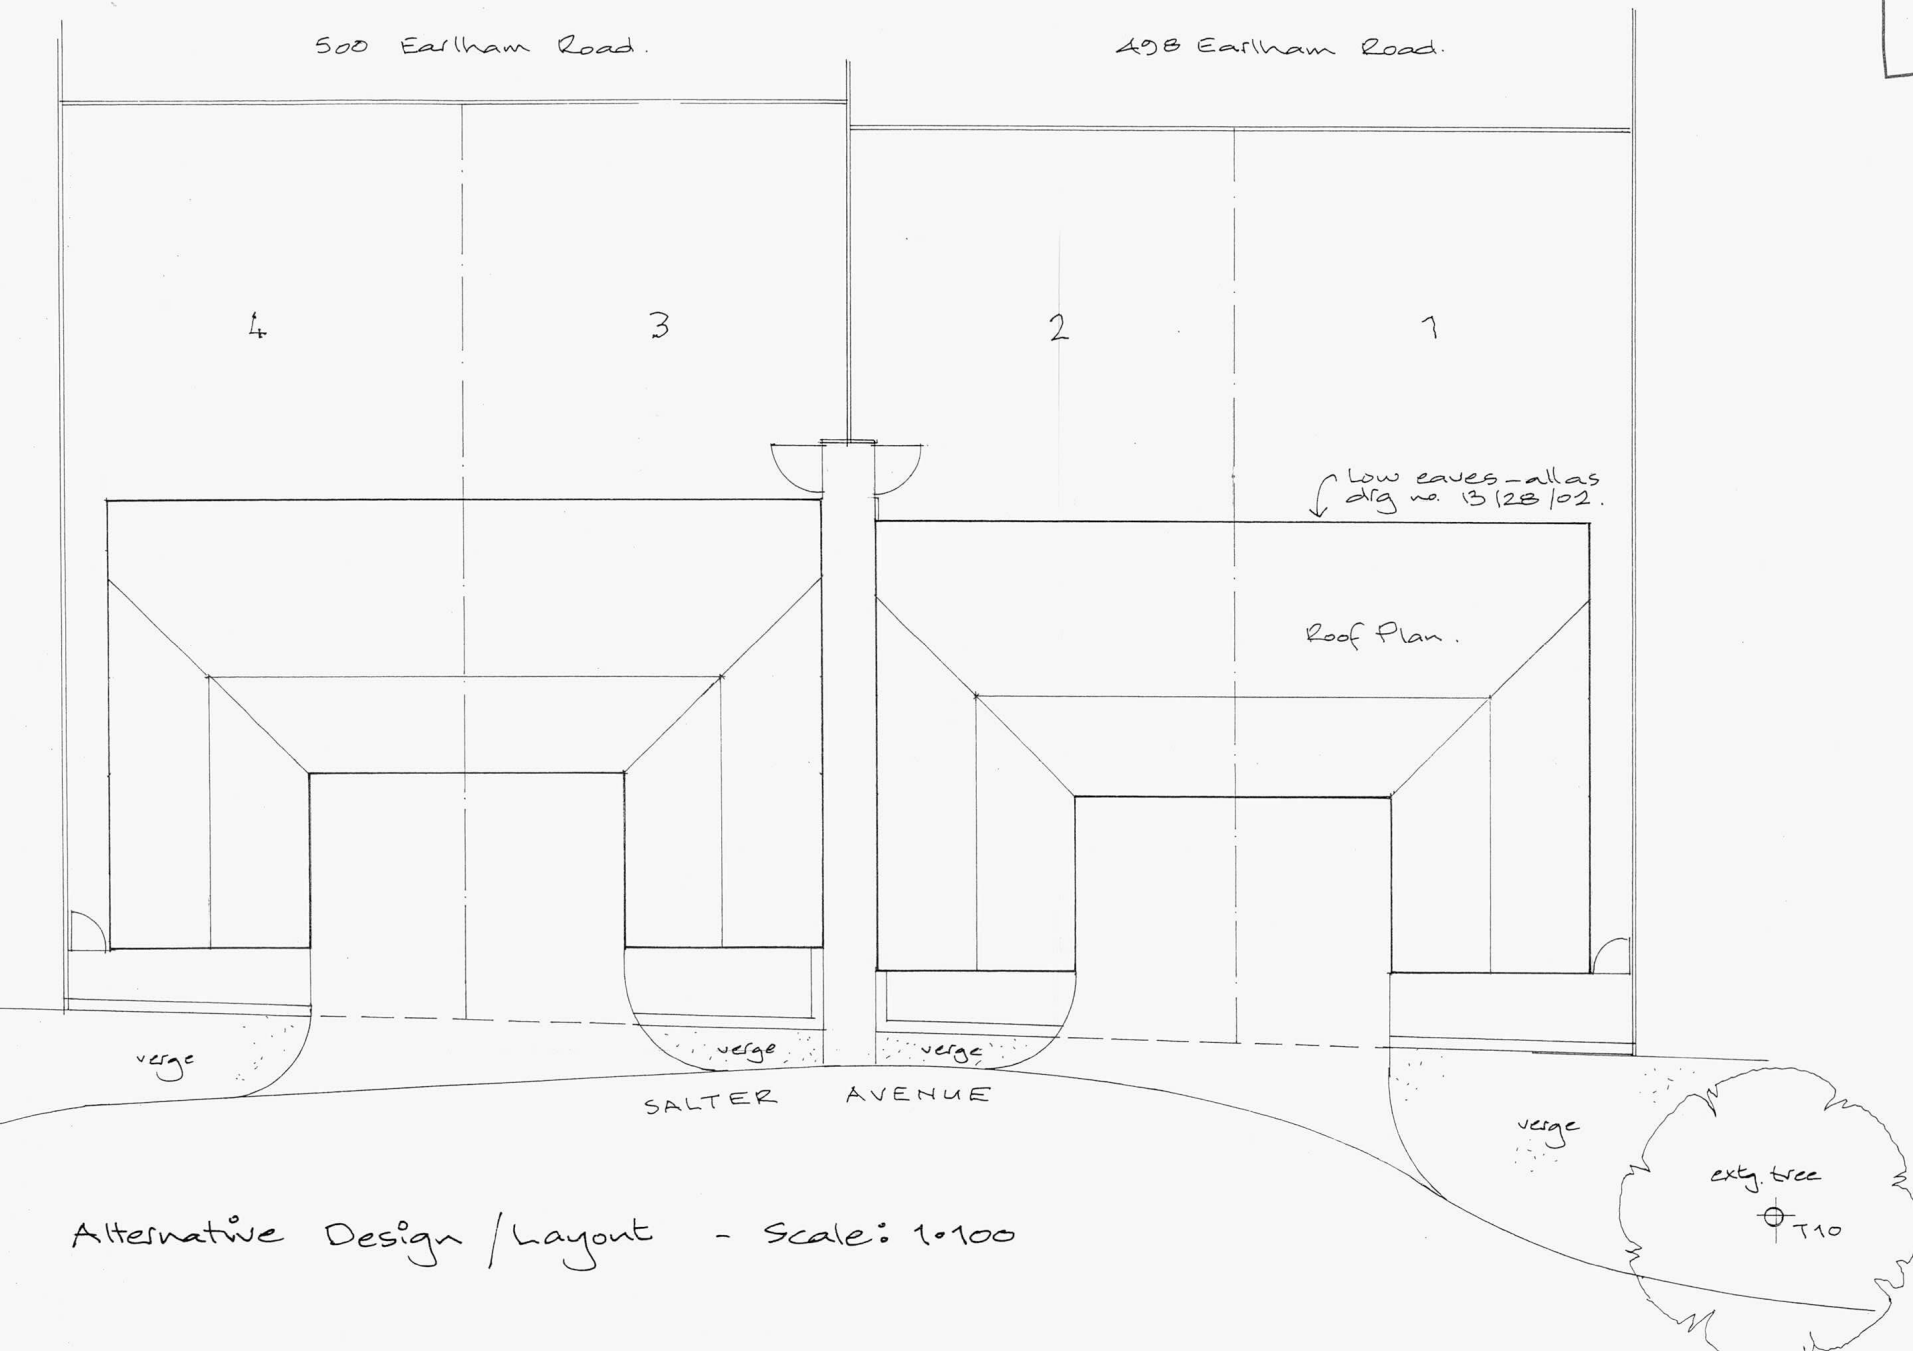 500 Earlham Road.
498 Earlham Road.
4
3
2
1
Low eaves - all as
drg no. 13/28/02.
Roof Plan.
verge
verge
verge
SALTER AVENUE
verge
extg. tree
T10
Alternative Design / Layout - Scale: 1:100